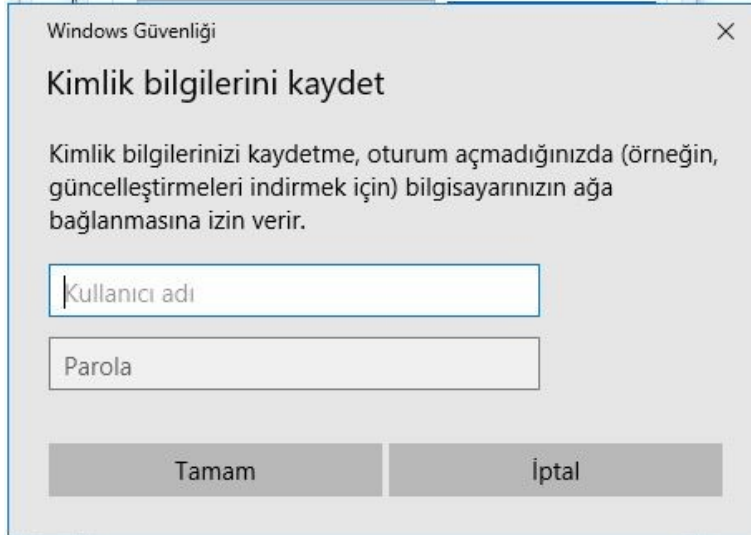 Windows Güvenliği
Kimlik bilgilerini kaydet
Kimlik bilgilerinizi kaydetme, oturum açmadığınızda (örneğin,
güncelleştirmeleri indirmek için) bilgisayarınızın ağa
bağlanmasına izin verir.
Kullanıcı adı
Parola
Tamam İptal